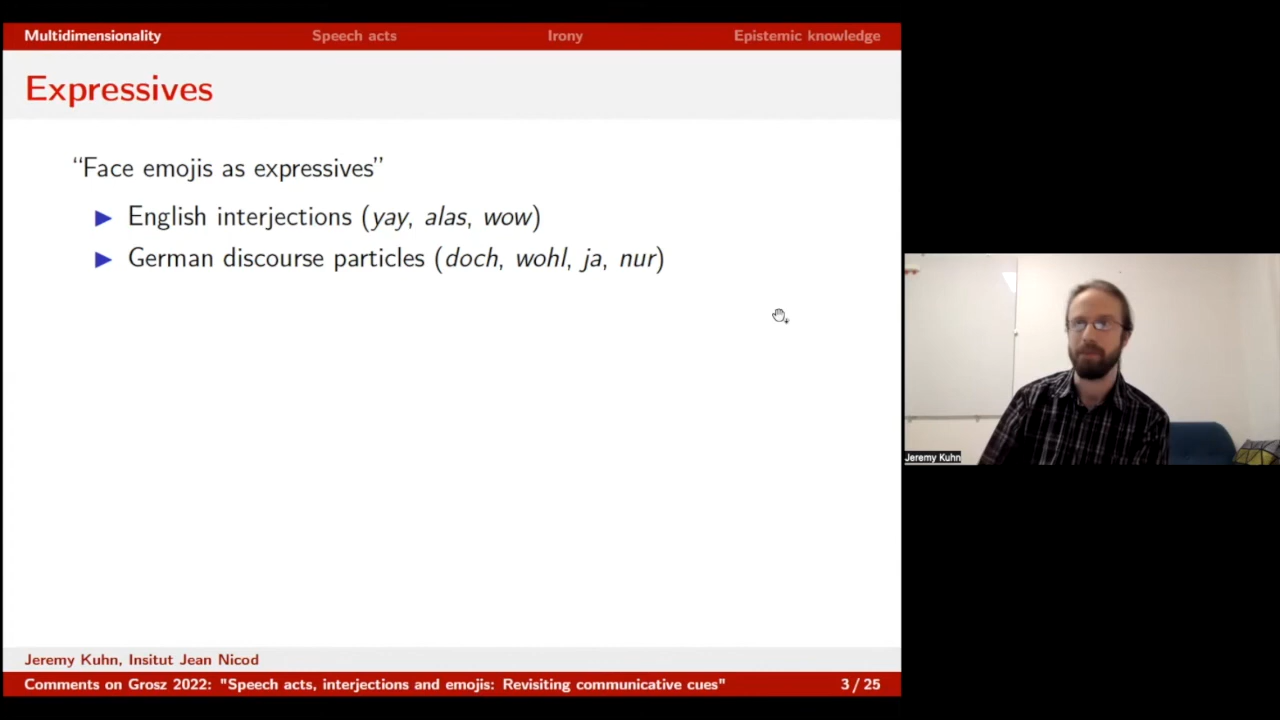 Multidimensionality Speech acts Irony Epistemic knowledge
Expressives
“Face emojis as expressives”
English interjections (yay, alas, wow)
German discourse particles (doch, wohl, ja, nur)
Jeremy Kuhn
Jeremy Kuhn, Insitut Jean Nicod
Comments on Grosz 2022: "Speech acts, interjections and emojis: Revisiting communicative cues" 3 / 25